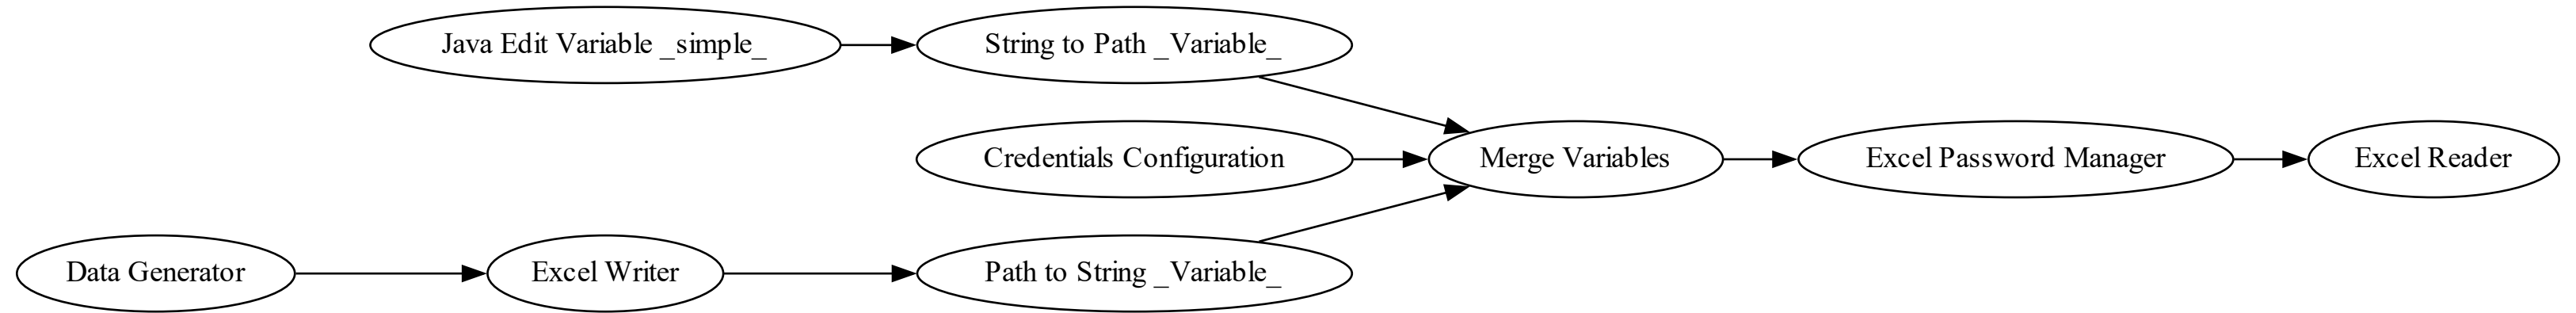 Java Edit Variable _simple_
String to Path _Variable_
Credentials Configuration
Merge Variables
Excel Password Manager
Excel Reader
Data Generator
Excel Writer
Path to String _Variable_